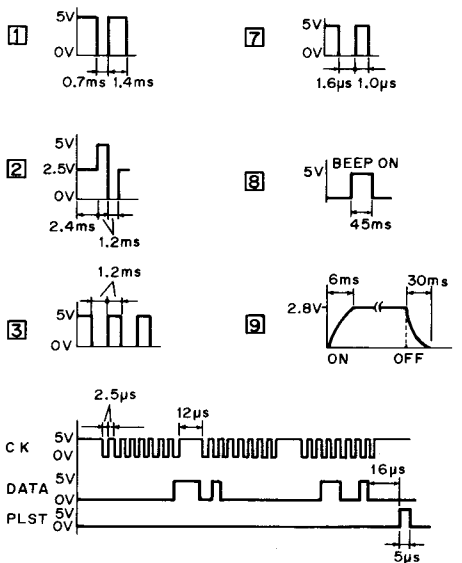 1
5V
0V
0.7ms 1.4ms
2
5V
2.5V
0V
2.4ms
1.2ms
3
1.2ms
5V
0V
7
5V
0V
1.6µs 1.0µs
8
5V
BEEP ON
45ms
9
6ms 30ms
2.8V
ON OFF
2.5µs
12µs
CK 5V
0V
DATA 5V
0V
16µs
PLST 5V
0V
5µs